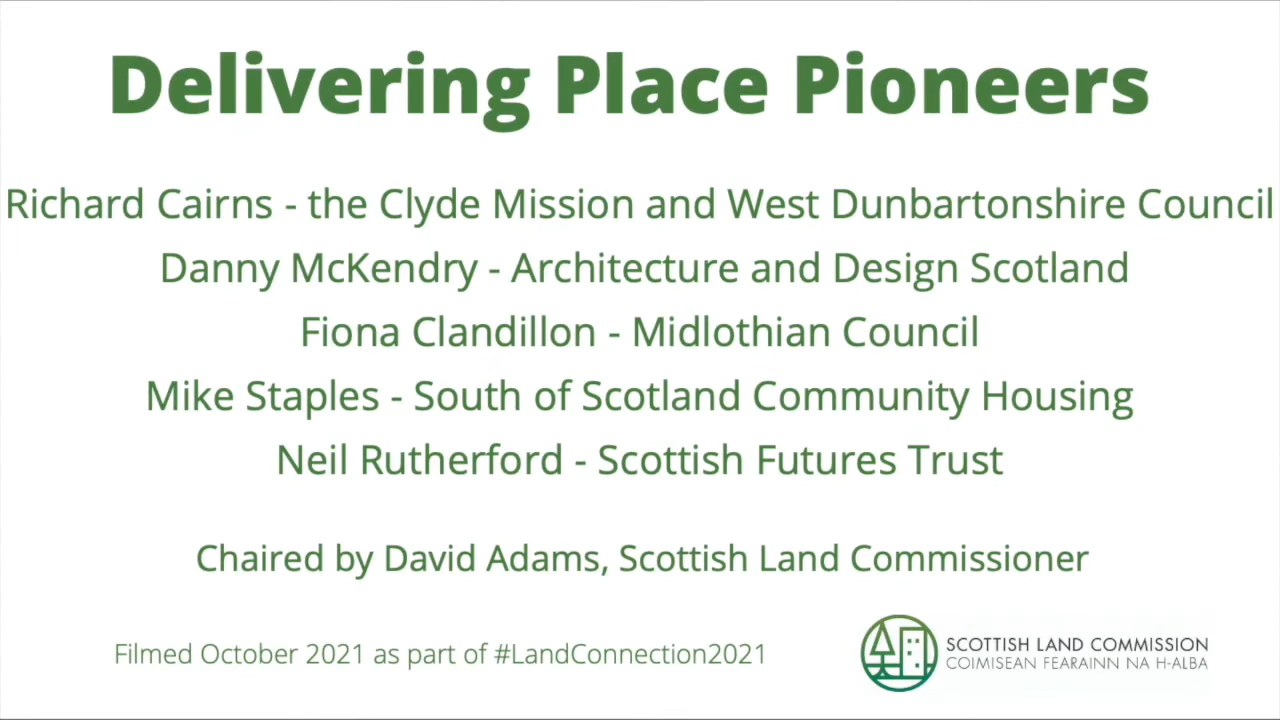 Delivering Place Pioneers
Richard Cairns - the Clyde Mission and West Dunbartonshire Council
Danny McKendry - Architecture and Design Scotland
Fiona Clandillon - Midlothian Council
Mike Staples - South of Scotland Community Housing
Neil Rutherford - Scottish Futures Trust
Chaired by David Adams, Scottish Land Commissioner
Filmed October 2021 as part of #LandConnection2021
SCOTTISH LAND COMMISSION
COIMISEAN FEARAINN NA H-ALBA